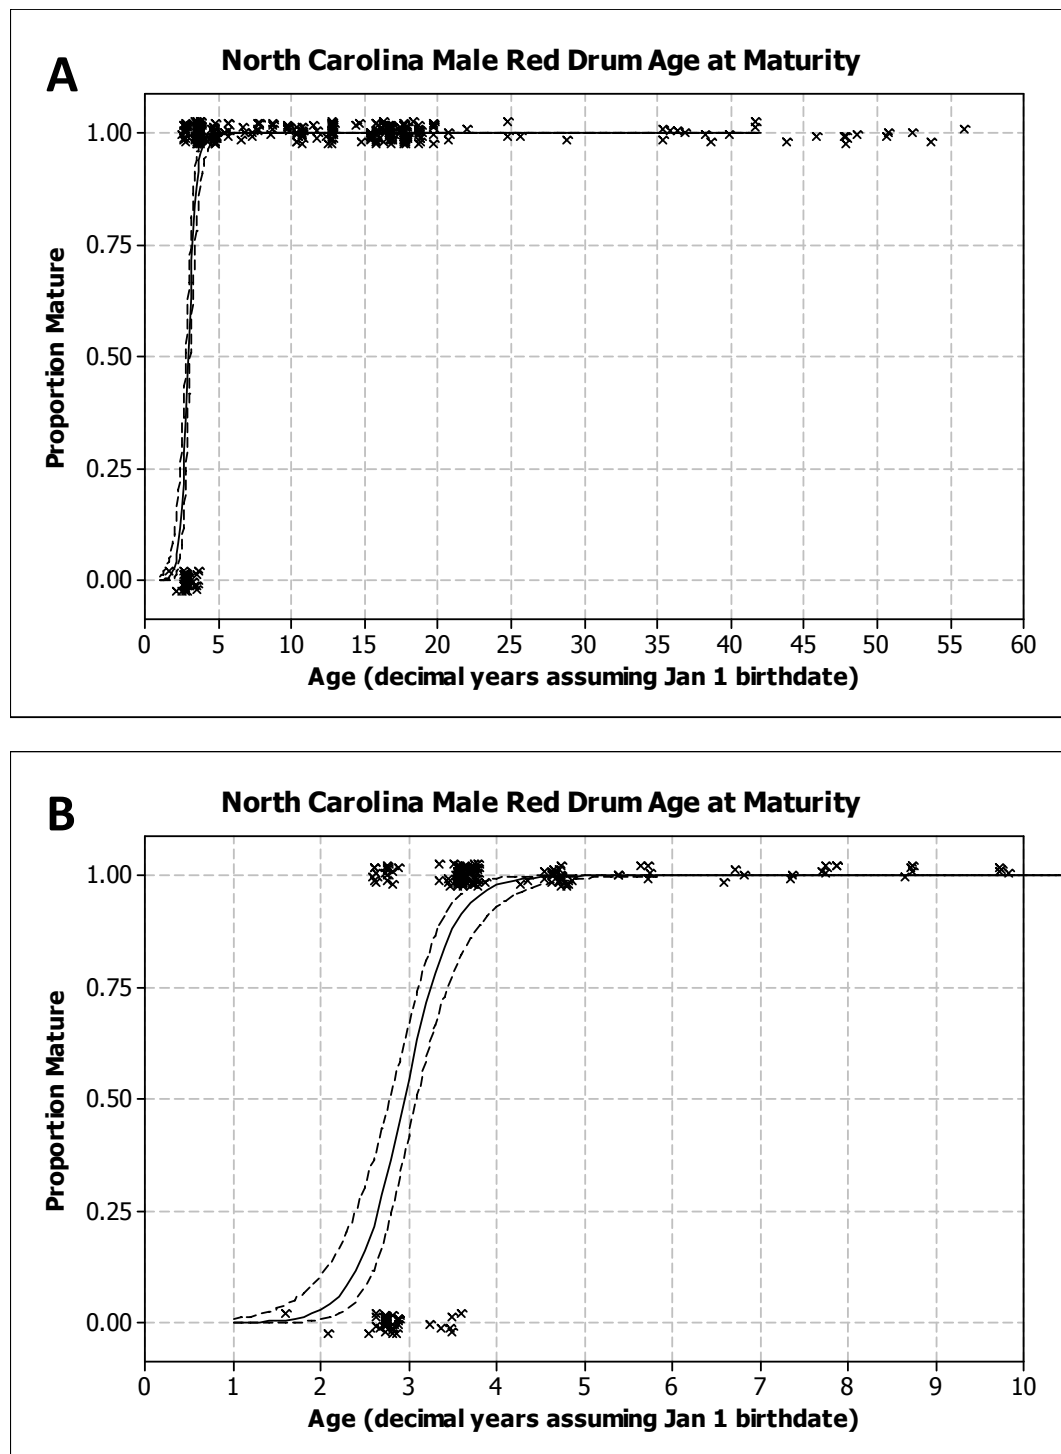 A
North Carolina Male Red Drum Age at Maturity
Proportion Mature
1.00
0.75
0.50
0.25
0.00
0 5 10 15 20 25 30 35 40 45 50 55 60
Age (decimal years assuming Jan 1 birthdate)
B
North Carolina Male Red Drum Age at Maturity
Proportion Mature
1.00
0.75
0.50
0.25
0.00
0 1 2 3 4 5 6 7 8 9 10
Age (decimal years assuming Jan 1 birthdate)